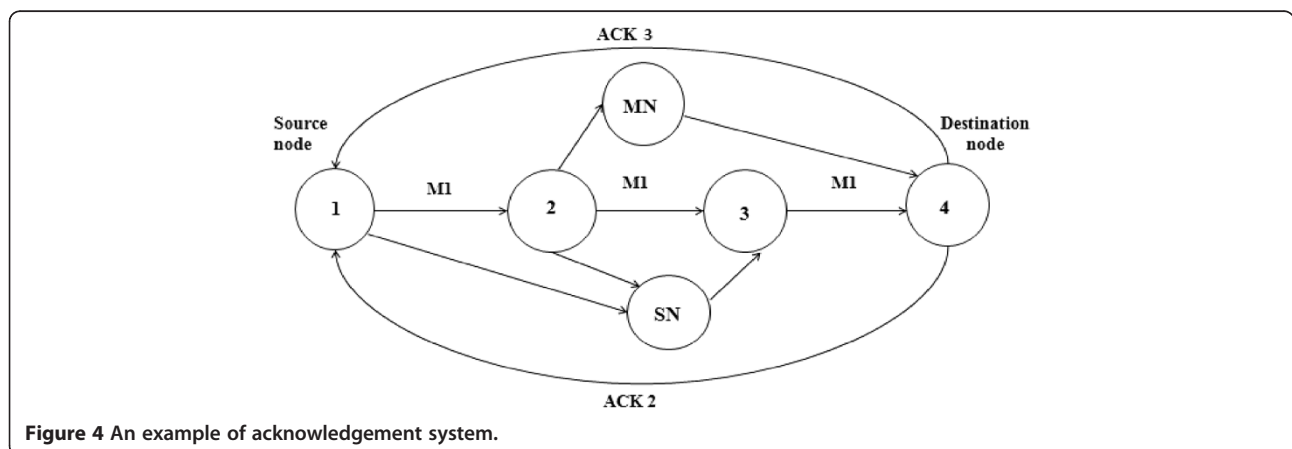 ACK 3
MN
Source
node
Destination
node
M1
M1
M1
1
2
3
4
SN
ACK 2
Figure 4 An example of acknowledgement system.